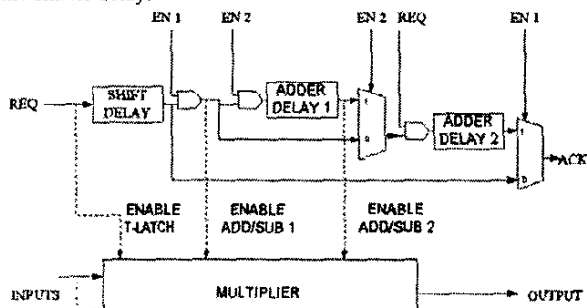 EN 1 EN 2 EN 2 REQ EN 1
REQ
SHIFT DELAY
ADDER DELAY 1
1
0
ADDER DELAY 2
1
0
ACK
ENABLE T-LATCH
ENABLE ADD/SUB 1
ENABLE ADD/SUB 2
INPUTS
MULTIPLIER
OUTPUT